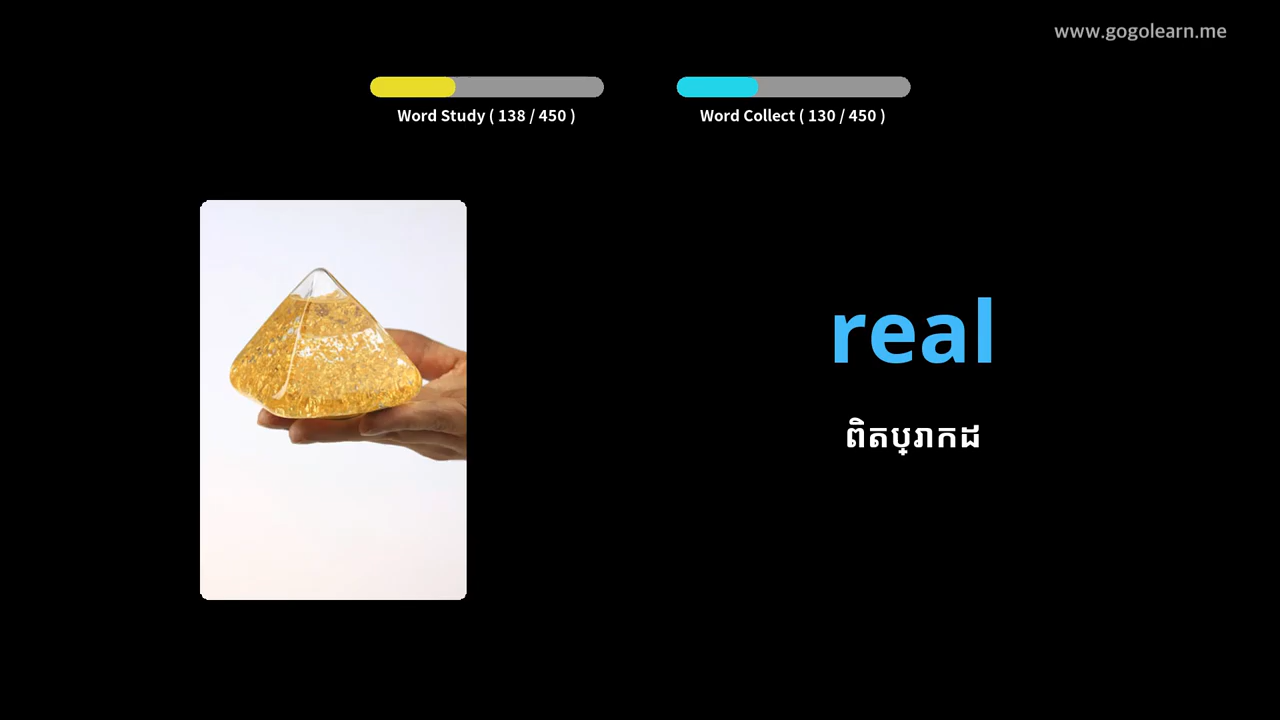 www.gogolearn.me
Word Study ( 138 / 450 )
Word Collect ( 130 / 450 )
real
ពិតប្រាកដ